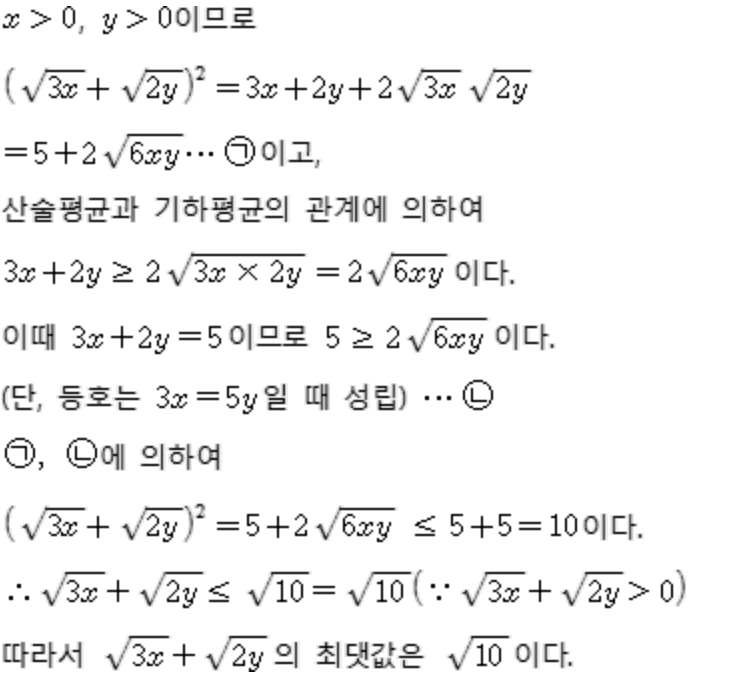 x > 0, y > 0이므로
(√3x + √2y)² = 3x + 2y + 2√3x √2y
= 5 + 2√6xy ··· ㉠이고,
산술평균과 기하평균의 관계에 의하여
3x + 2y ≥ 2√3x × 2y = 2√6xy 이다.
이때 3x + 2y = 5이므로 5 ≥ 2√6xy 이다.
(단, 등호는 3x = 5y일 때 성립) ··· ㉡
㉠, ㉡에 의하여
(√3x + √2y)² = 5 + 2√6xy ≤ 5 + 5 = 10이다.
∴ √3x + √2y ≤ √10 = √10 (∵ √3x + √2y > 0)
따라서 √3x + √2y 의 최댓값은 √10 이다.